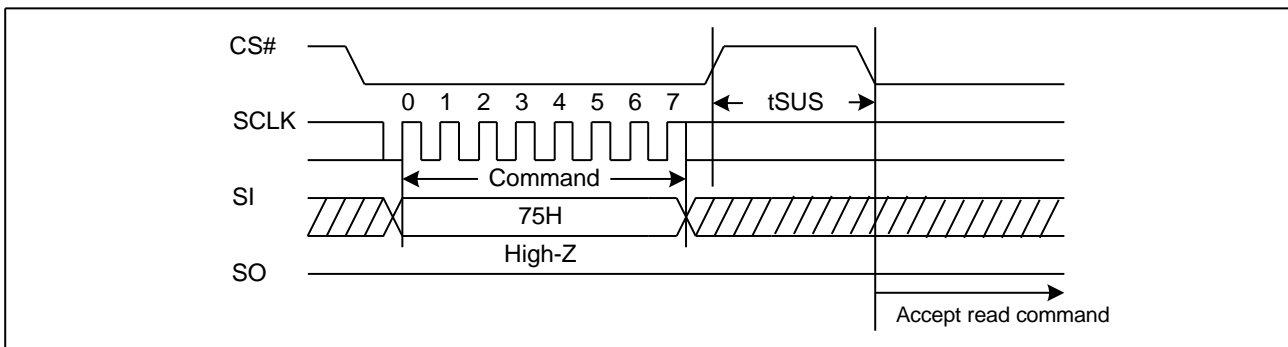 CS#
0 1 2 3 4 5 6 7
tSUS
SCLK
Command
SI
75H
High-Z
SO
Accept read command